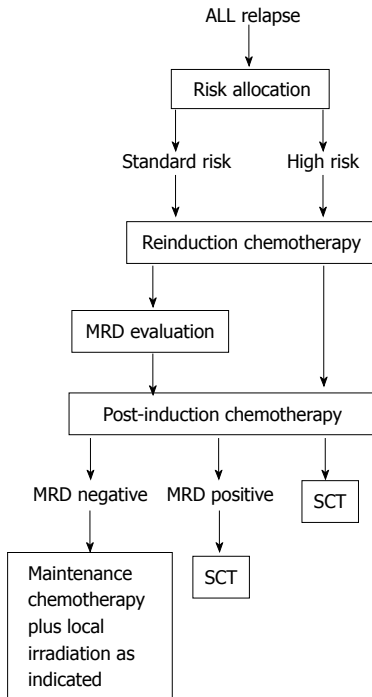 ALL relapse
Risk allocation
Standard risk
High risk
Reinduction chemotherapy
MRD evaluation
Post-induction chemotherapy
MRD negative
MRD positive
SCT
Maintenance
chemotherapy
plus local
irradiation as
indicated
SCT